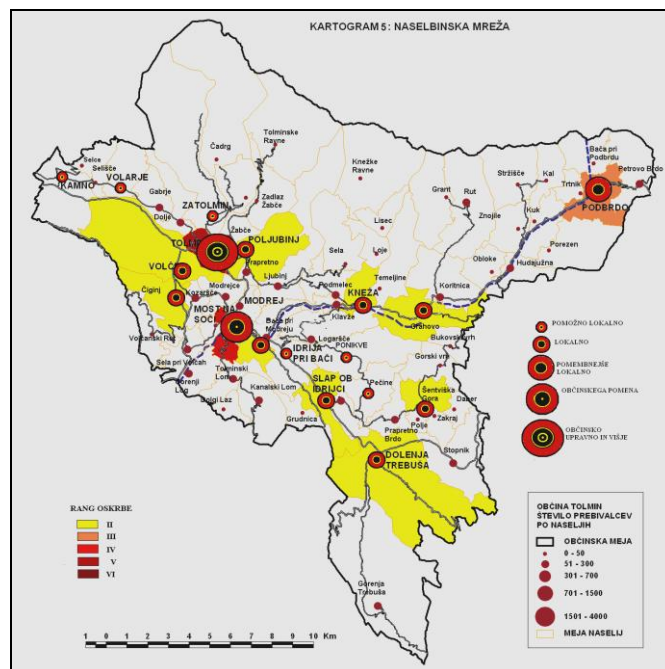 KARTOGRAM 5: NASELBINSKA MREŽA
Tolminske
Ravne
Čadrg
Selce
Selišče
KAMNO
VOLARJE
Gabrje
Dolje
ZATOLMIN
Zadlaz
Žabče
Žabče
POLJUBINJ
Prapretno
Ljubinj
VOLČE
Čiginj
Kozaršče
Modrejce
MODREJ
MOST NA
SOČI
Bača pri
Modreju
Volčanski Ruti
Sela pri Volčah
Tolminski
Lom
Kanalski Lom
Dolgi Laz
Grudnica
IDRIJA
PRI BAČI
Logaršče
PONIKVE
Pečine
SLAP OB
IDRIJCI
Knežke
Ravne
Lisec
Loje
Sela
Temeljine
Podmelec
KNEŽA
Klavže
Grahovo
Bukovski vrh
Gorski vrh
Koritnica
Grant
Rut
Stržišče
Kal
Znojile
Kuk
Obloke
Hudajužna
Porezen
Trtnik
Bača pri
Podbrdu
Petrovo Brdo
PODBRDO
Šentviška
Gora
Daber
Zakraj
Polje
Prapretno
Brdo
Stopnik
DOLENJA
TREBUŠA
Gorenja
Trebuša
POMOŽNO LOKALNO
LOKALNO
POMEMBNEJŠE
LOKALNO
OBČINSKEGA POMENA
OBČINSKO
UPRAVNO IN VIŠJE
RANG OSKRBE
II
III
IV
V
VI
OBČINA TOLMIN
ŠTEVILO PREBIVALCEV
PO NASELJIH
OBČINSKA MEJA
0 - 50
51 - 300
301 - 700
701 - 1500
1501 - 4000
MEJA NASELIJ
1 0 1 2 3 4 5 6 7 8 9 10 Km